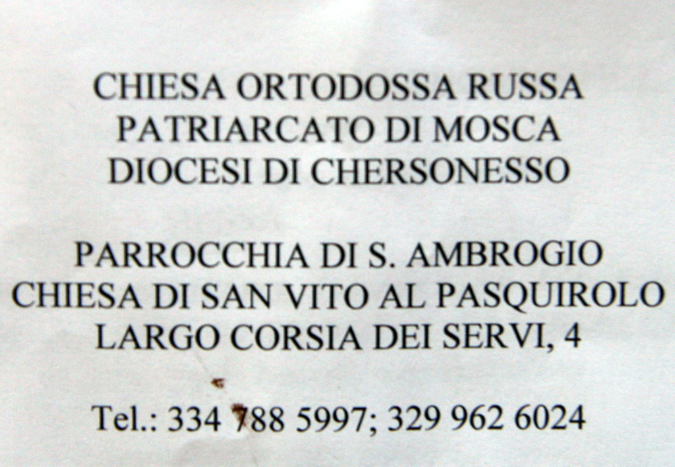 CHIESA ORTODOSSA RUSSA
PATRIARCATO DI MOSCA
DIOCESI DI CHERSONESSO
PARROCCHIA DI S. AMBROGIO
CHIESA DI SAN VITO AL PASQUIROLO
LARGO CORSIA DEI SERVI, 4
Tel.: 334 788 5997; 329 962 6024